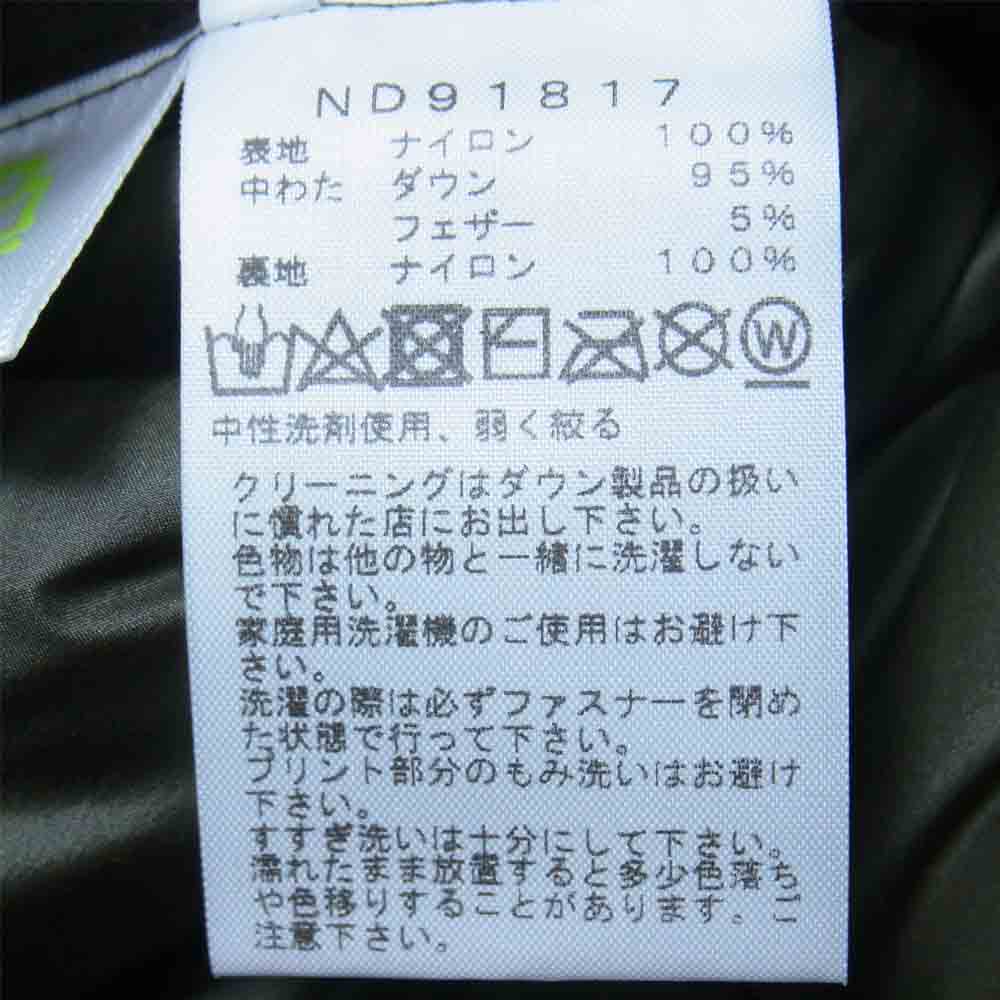 ND91817
表地 ナイロン 100%
中わた ダウン 95%
フェザー 5%
裏地 ナイロン 100%
W
中性洗剤使用、弱く絞る
クリーニングはダウン製品の扱い
に慣れた店にお出し下さい。
色物は他の物と一緒に洗濯しない
で下さい。
家庭用洗濯機のご使用はお避け下
さい。
洗濯の際は必ずファスナーを閉め
た状態で行って下さい。
プリント部分のもみ洗いはお避け
下さい。
すすぎ洗いは十分にして下さい。
濡れたまま放置すると多少色落ち
や色移りすることがあります。ご
注意下さい。